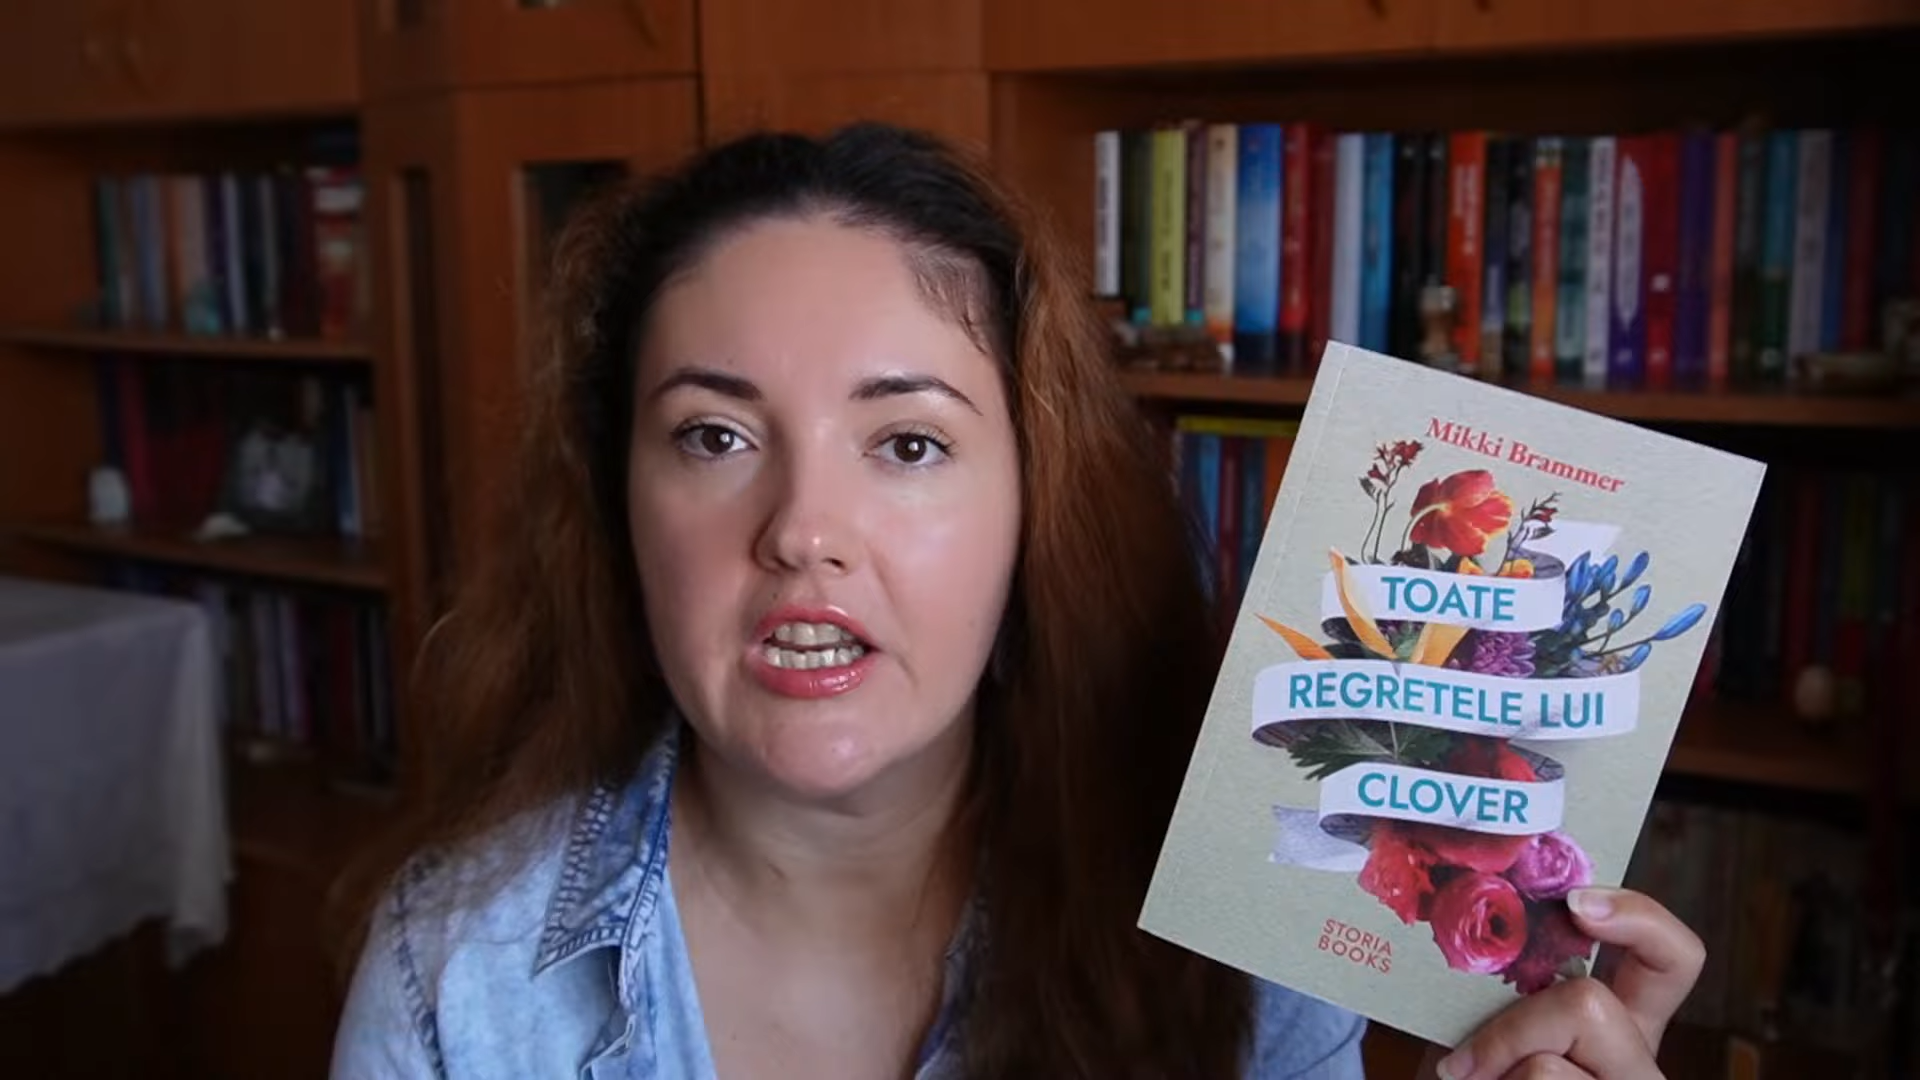 Mikki Brammer
TOATE
REGRETELE LUI
CLOVER
STORIA
BOOKS